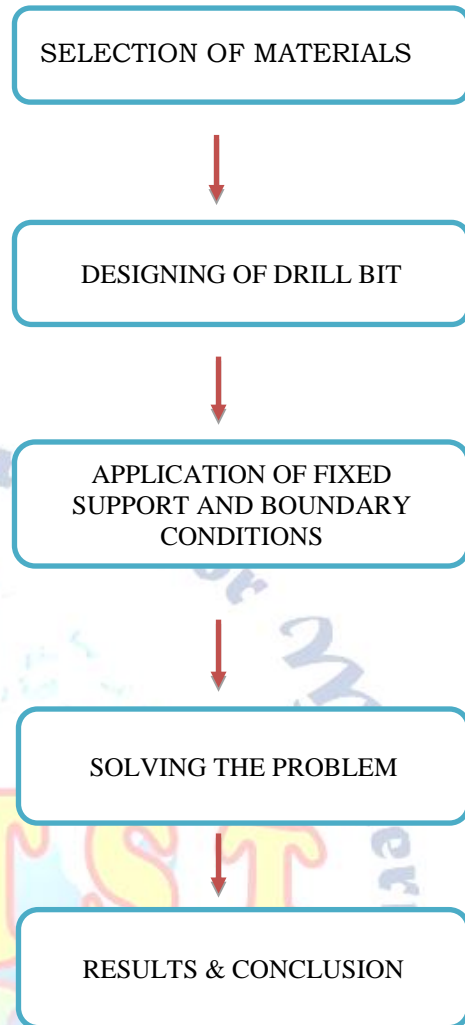 SELECTION OF MATERIALS
DESIGNING OF DRILL BIT
APPLICATION OF FIXED
SUPPORT AND BOUNDARY
CONDITIONS
SOLVING THE PROBLEM
RESULTS & CONCLUSION